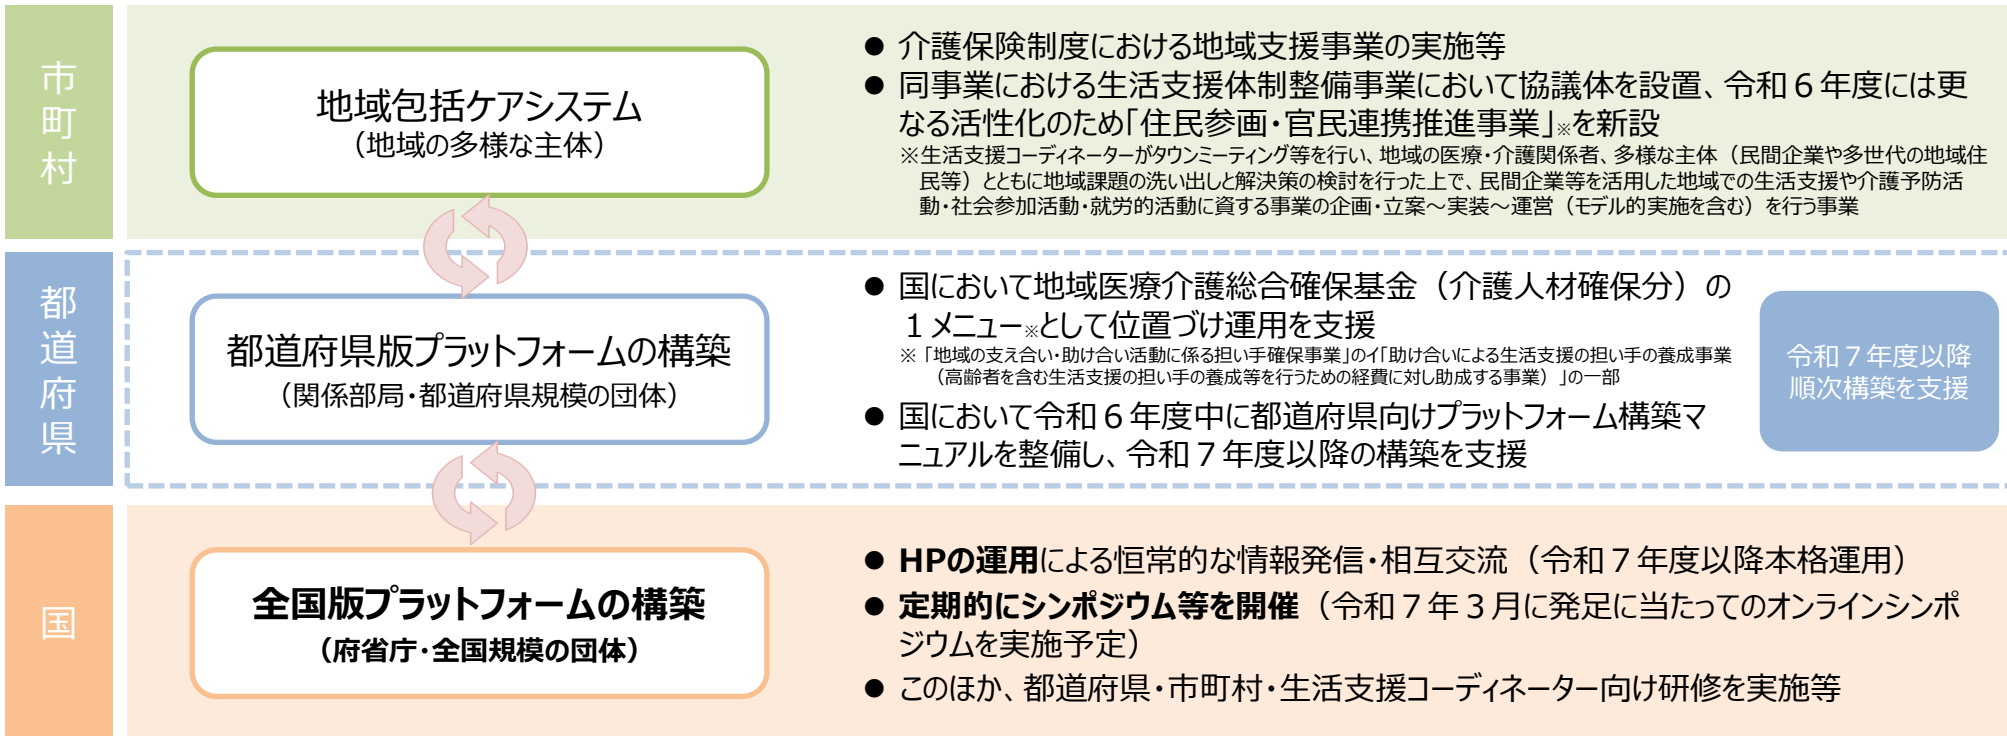 市町村
地域包括ケアシステム
（地域の多様な主体）
● 介護保険制度における地域支援事業の実施等
● 同事業における生活支援体制整備事業において協議体を設置、令和６年度には更
なる活性化のため「住民参画・官民連携推進事業」※を新設
※生活支援コーディネーターがタウンミーティング等を行い、地域の医療・介護関係者、多様な主体（民間企業や多世代の地域住
民等）とともに地域課題の洗い出しと解決策の検討を行った上で、民間企業等を活用した地域での生活支援や介護予防活
動・社会参加活動・就労的活動に資する事業の企画・立案～実装～運営（モデル的実施を含む）を行う事業
都道府県
都道府県版プラットフォームの構築
（関係部局・都道府県規模の団体）
● 国において地域医療介護総合確保基金（介護人材確保分）の
１メニュー※として位置づけ運用を支援
※「地域の支え合い・助け合い活動に係る担い手確保事業」のイ「助け合いによる生活支援の担い手の養成事業
（高齢者を含む生活支援の担い手の養成等を行うための経費に対し助成する事業）」の一部
● 国において令和６年度中に都道府県向けプラットフォーム構築マ
ニュアルを整備し、令和７年度以降の構築を支援
令和７年度以降
順次構築を支援
国
全国版プラットフォームの構築
（府省庁・全国規模の団体）
● HPの運用による恒常的な情報発信・相互交流（令和７年度以降本格運用）
● 定期的にシンポジウム等を開催（令和７年３月に発足に当たってのオンラインシンポ
ジウムを実施予定）
● このほか、都道府県・市町村・生活支援コーディネーター向け研修を実施等